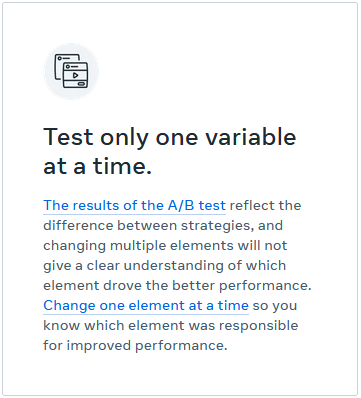 Test only one variable
at a time.
The results of the A/B test reflect the
difference between strategies, and
changing multiple elements will not
give a clear understanding of which
element drove the better performance.
Change one element at a time so you
know which element was responsible
for improved performance.